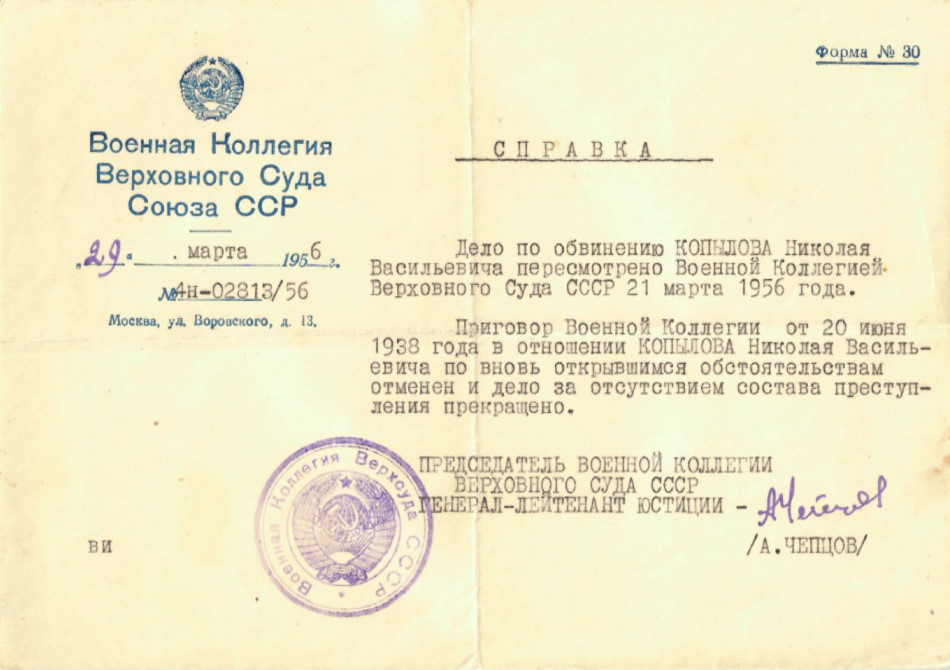 Форма № 30
Военная Коллегия
Верховного Суда
Союза ССР
„29“ . марта 1956 г.
№4н-02813/56
Москва, ул. Воровского, д. 13.
СПРАВКА
Дело по обвинению КОПЫЛОВА Николая
Васильевича пересмотрено Военной Коллегией
Верховного Суда СССР 21 марта 1956 года.
Приговор Военной Коллегии от 20 июня
1938 года в отношении КОПЫЛОВА Николая Василь-
евича по вновь открывшимся обстоятельствам
отменен и дело за отсутствием состава преступ-
ления прекращено.
ПРЕДСЕДАТЕЛЬ ВОЕННОЙ КОЛЛЕГИИ
ВЕРХОВНОГО СУДА СССР
ГЕНЕРАЛ-ЛЕЙТЕНАНТ ЮСТИЦИИ -
/А.ЧЕПЦОВ/
Военная Коллегия Верхсуда СССР *
ВИ